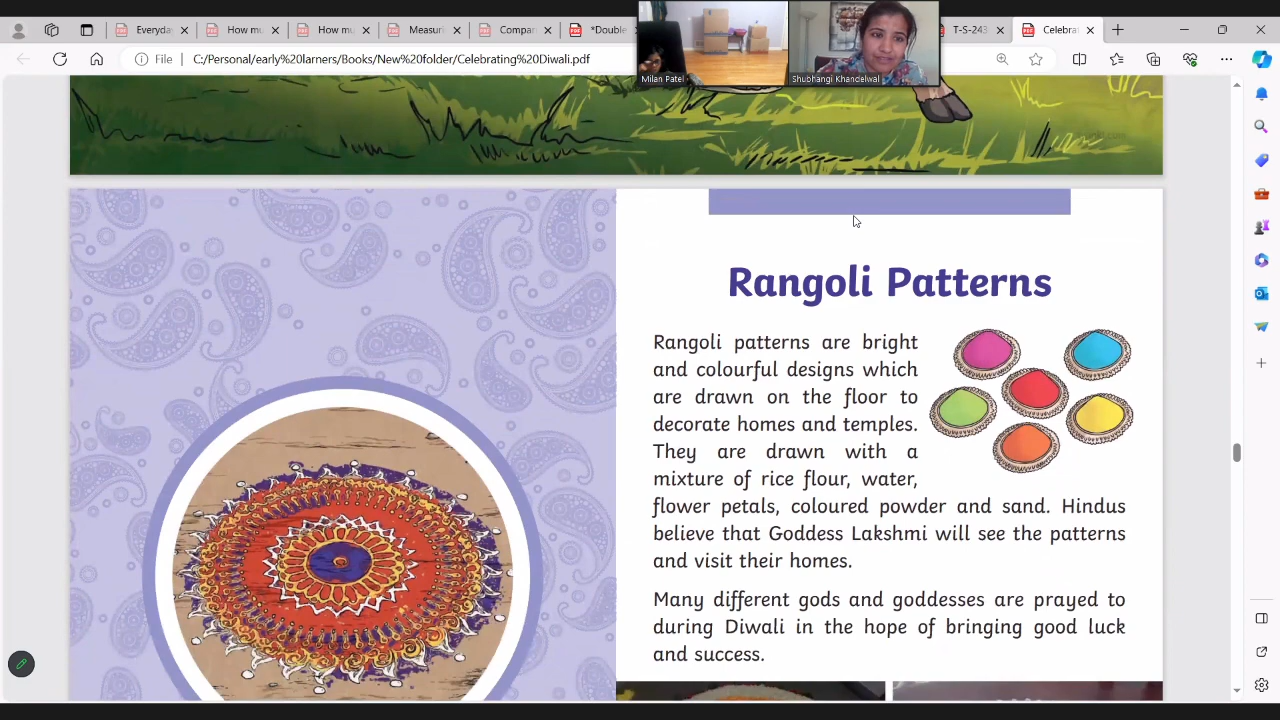 Everyda
How mu
How mu
Measuri
Compari
*Double
T-S-243
Celebra
File
C:/Personal/early%20larners/Books/New%20folder/Celebrating%20Diwali.pdf
Milan Patel
Shubhangi Khandelwal
Rangoli Patterns
Rangoli patterns are bright
and colourful designs which
are drawn on the floor to
decorate homes and temples.
They are drawn with a
mixture of rice flour, water,
flower petals, coloured powder and sand. Hindus
believe that Goddess Lakshmi will see the patterns
and visit their homes.
Many different gods and goddesses are prayed to
during Diwali in the hope of bringing good luck
and success.